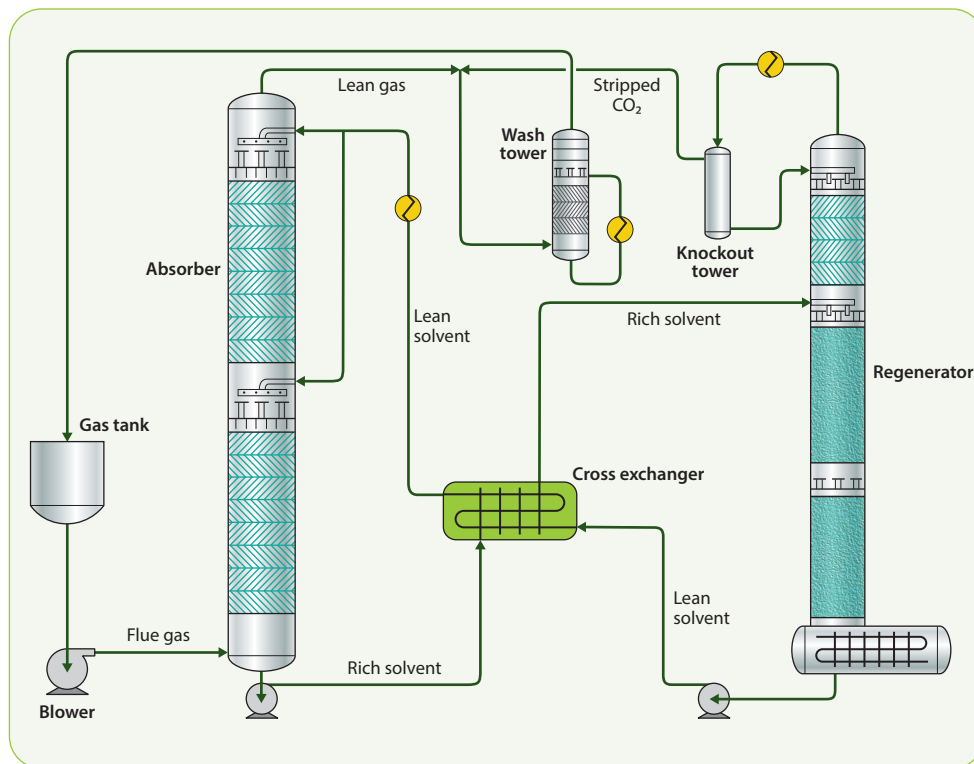 Lean gas
Stripped
CO₂
Wash
tower
Knockout
tower
Absorber
Lean
solvent
Rich solvent
Regenerator
Gas tank
Cross exchanger
Lean
solvent
Flue gas
Rich solvent
Blower